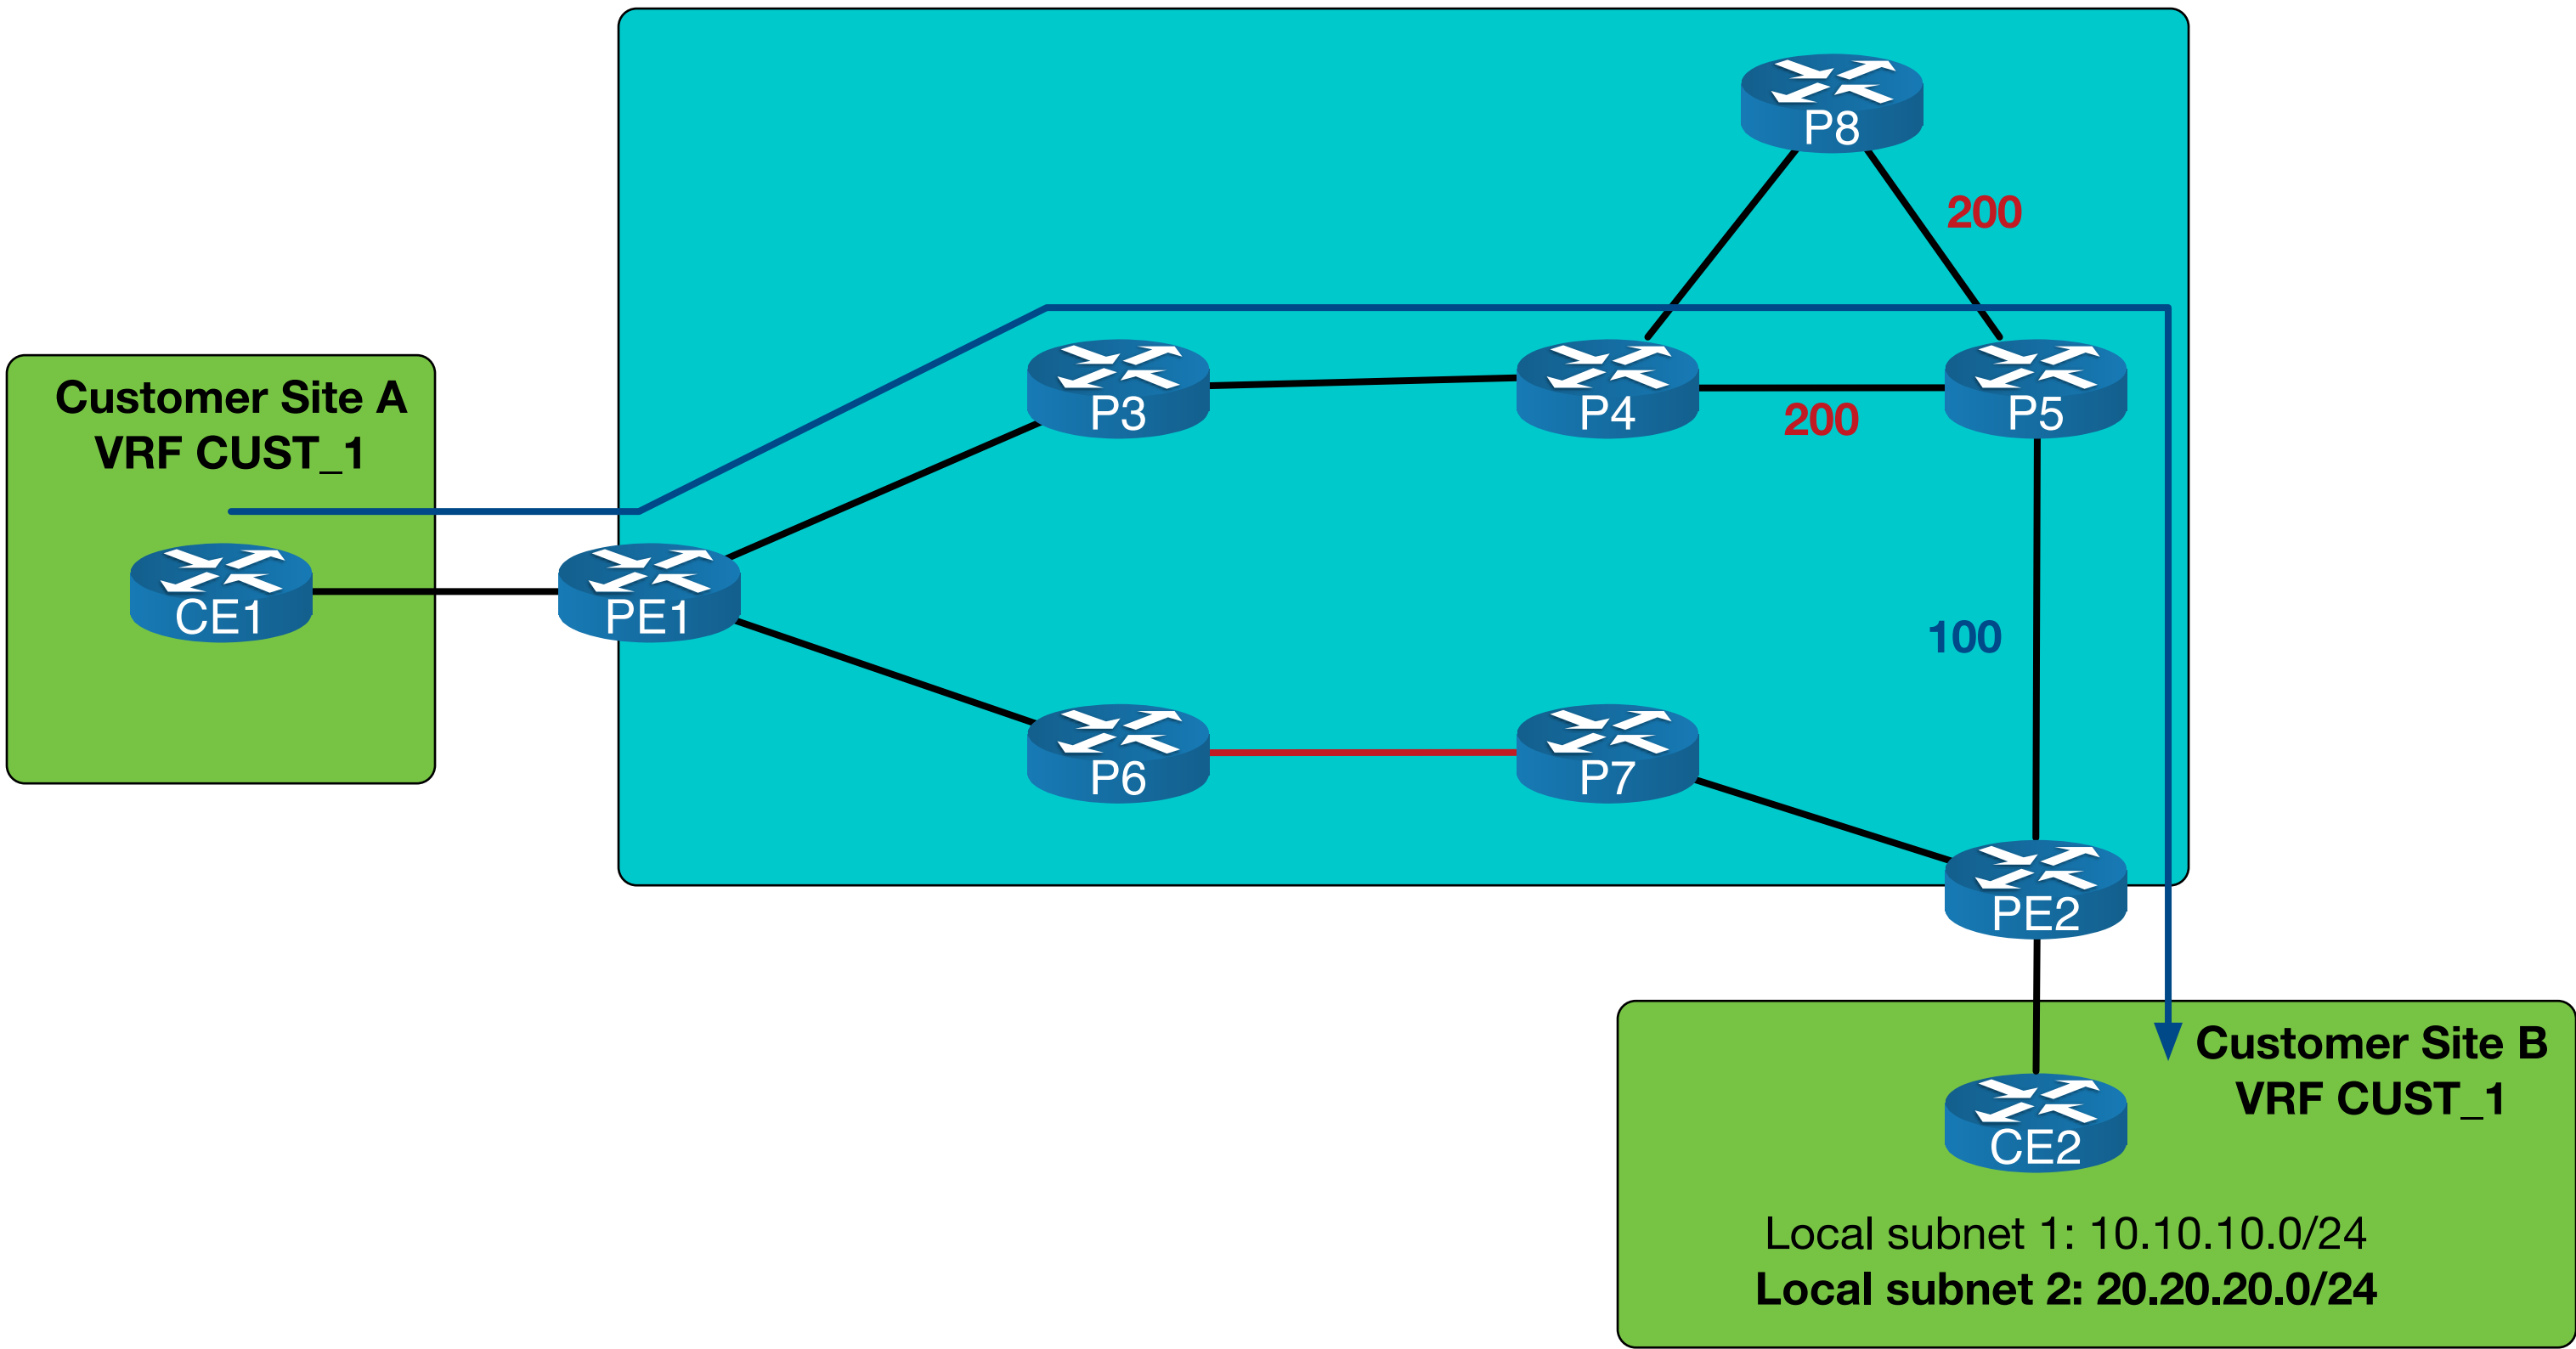 P8
200
Customer Site A
VRF CUST_1
P3
P4
200
P5
CE1
PE1
100
P6
P7
PE2
Customer Site B
VRF CUST_1
CE2
Local subnet 1: 10.10.10.0/24
Local subnet 2: 20.20.20.0/24